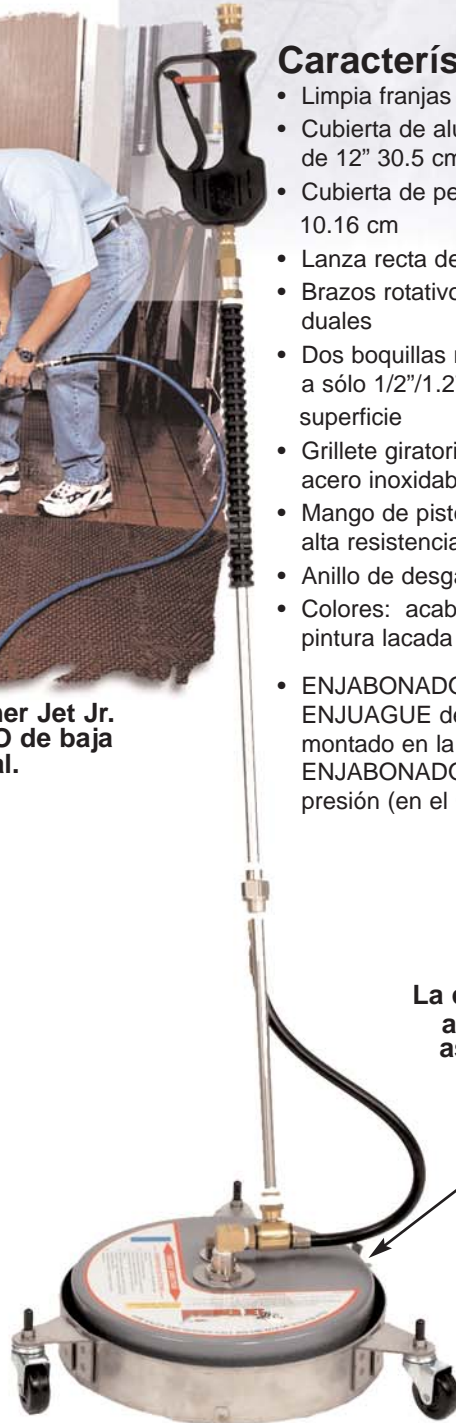 Caracterís
• Limpia franjas
• Cubierta de alu
de 12” 30.5 cm
• Cubierta de pe
10.16 cm
• Lanza recta de
• Brazos rotativo
duales
• Dos boquillas
a sólo 1/2”/1.2
superficie
• Grillete giratori
acero inoxidab
• Mango de pisto
alta resistencia
• Anillo de desga
• Colores: acab
pintura lacada
• ENJABONADO
ENJUAGUE de
montado en la
ENJABONADO
presión (en el
ner Jet Jr.
O de baja
al.
La
a
as